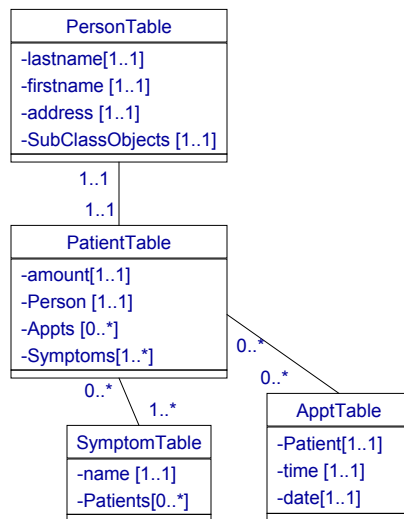 PersonTable
-lastname[1..1]
-firstname[1..1]
-address [1..1]
-SubClassObjects [1..1]
1..1
1..1
PatientTable
-amount[1..1]
-Person [1..1]
-Appts [0..*]
-Symptoms[1..*]
0..*
0..*
0..*
1..*
SymptomTable
-name [1..1]
-Patients[0..*]
ApptTable
-Patient[1..1]
-time [1..1]
-date[1..1]